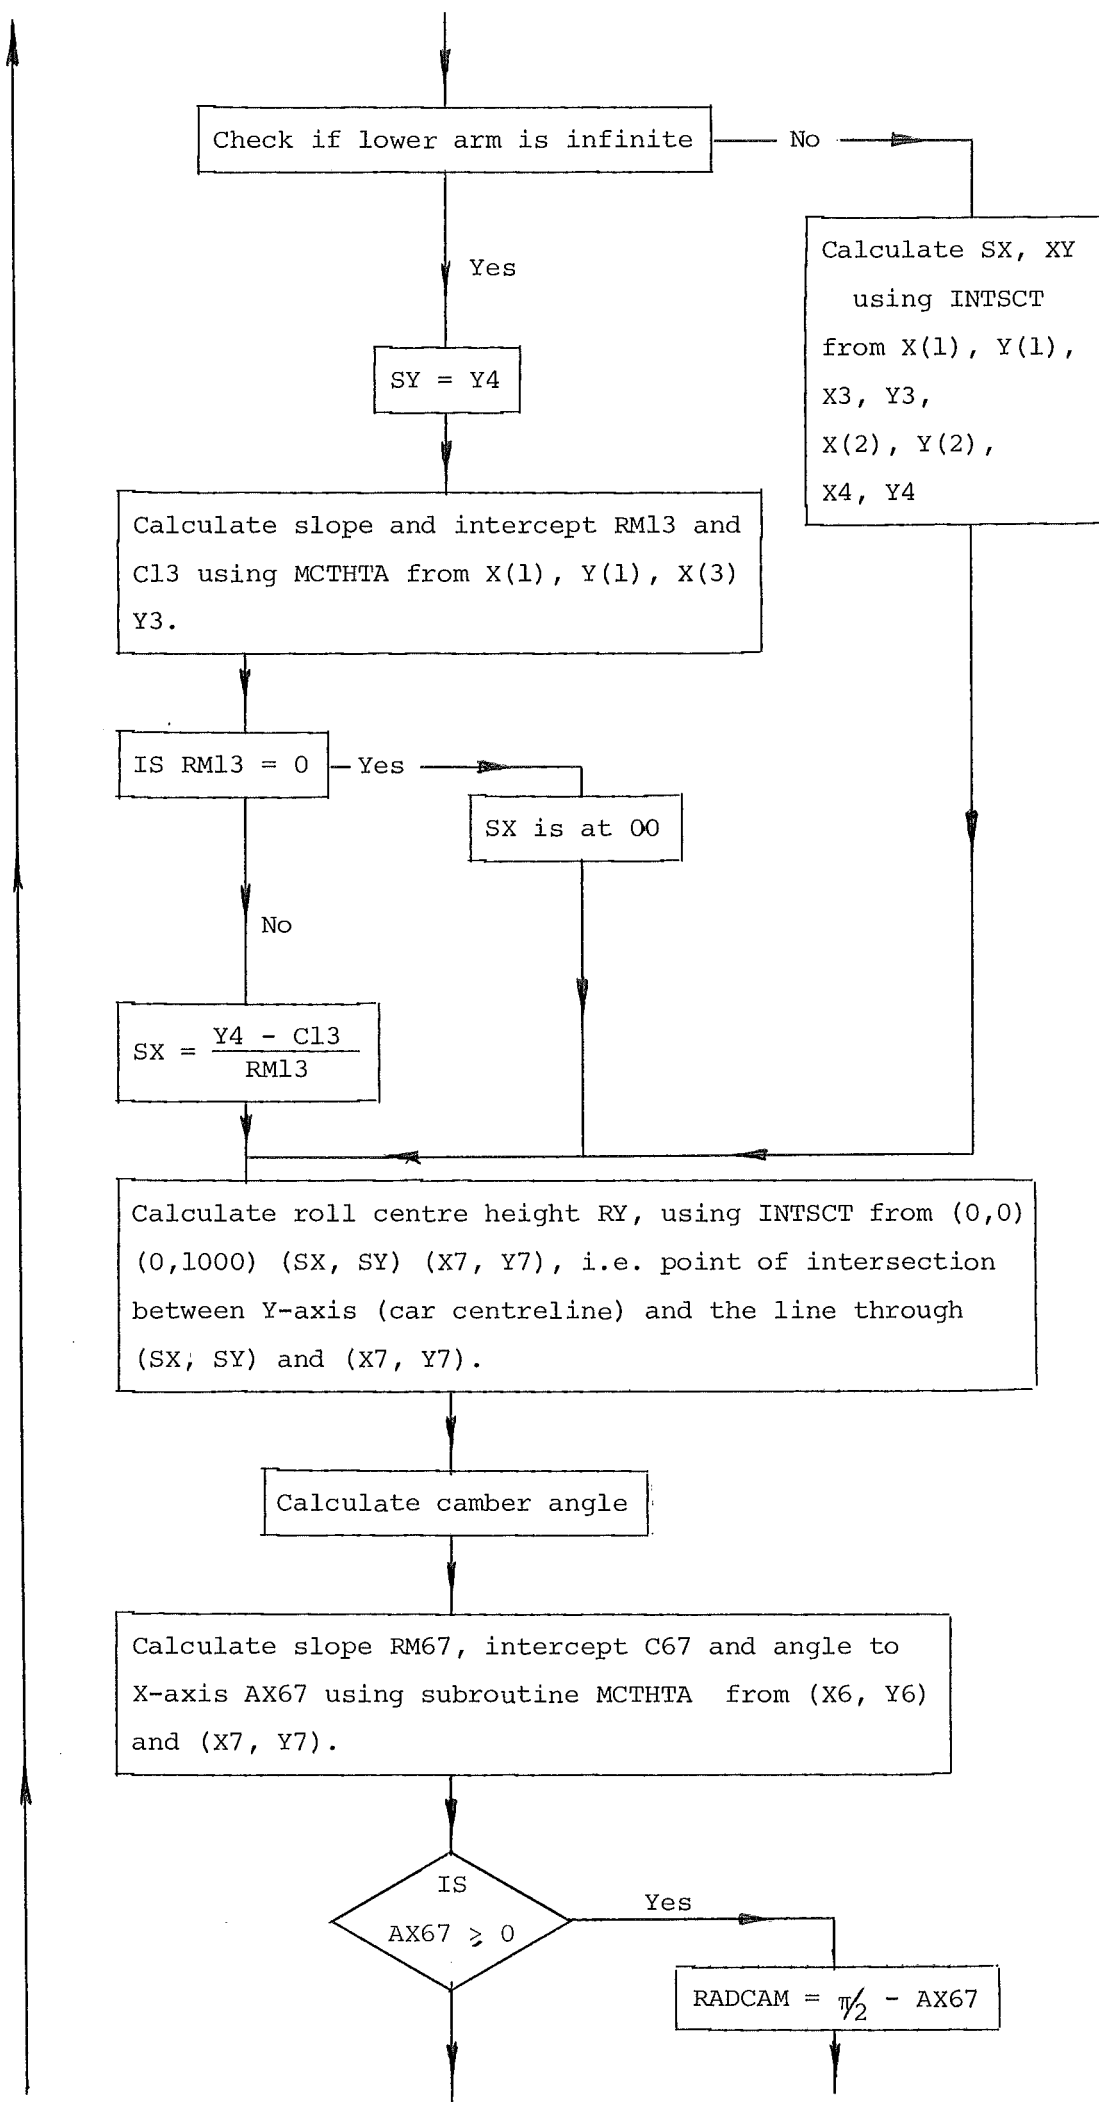 Check if lower arm is infinite
No
Calculate SX, XY
using INTSCT
from X(1), Y(1),
X3, Y3,
X(2), Y(2),
X4, Y4
Yes
SY = Y4
Calculate slope and intercept RM13 and
C13 using MCTHTA from X(1), Y(1), X(3)
Y3.
IS RM13 = 0
Yes
SX is at OO
No
SX = Y4 - C13
RM13
Calculate roll centre height RY, using INTSCT from (0,0)
(0,1000) (SX, SY) (X7, Y7), i.e. point of intersection
between Y-axis (car centreline) and the line through
(SX, SY) and (X7, Y7).
Calculate camber angle
Calculate slope RM67, intercept C67 and angle to
X-axis AX67 using subroutine MCTHTA from (X6, Y6)
and (X7, Y7).
IS
AX67 ⩾ 0
Yes
RADCAM = π/2 - AX67